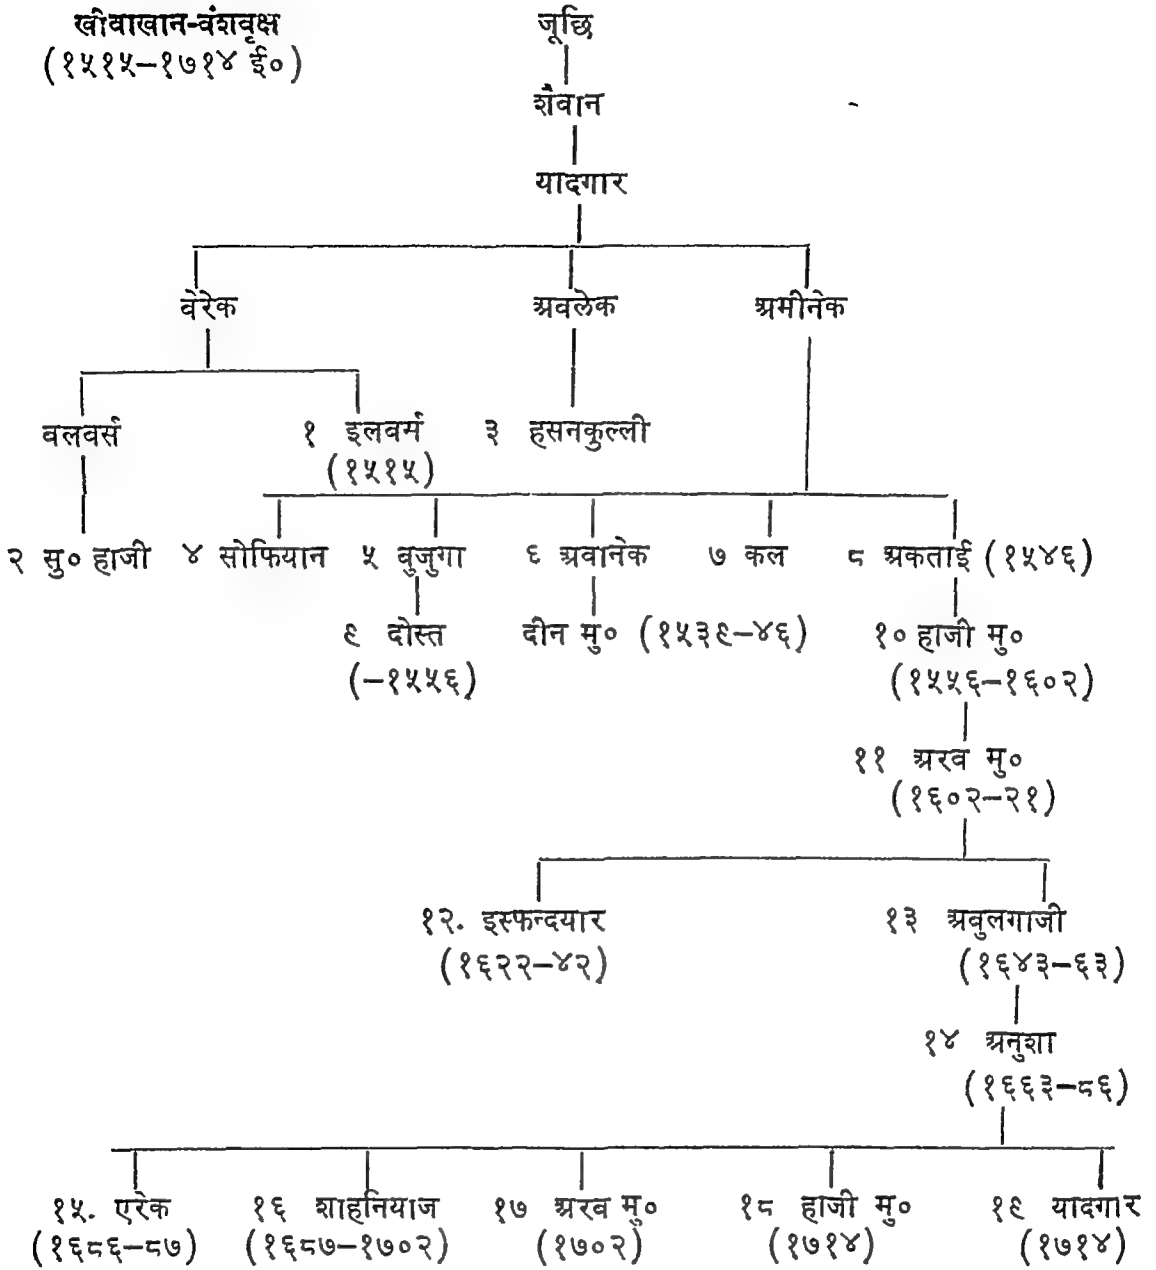 खीवाखान-वंशवृक्ष
(१५१५–१७१४ ई०)
जूछि
शैवान
यादगार
वेरेक अवलेक अमीनेक
वलवर्स १ इलवर्म ३ हसनकुल्ली
(१५१५)
२ सु० हाजी ४ सोफियान ५ वुजुगा ६ अवानेक ७ कल ८ अकताई (१५४६)
९ दोस्त दीन मु० (१५३९–४६) १० हाजी मु०
(–१५५६) (१५५६–१६०२)
११ अरव मु०
(१६०२–२१)
१२. इस्फन्दयार १३ अवुलगाजी
(१६२२–४२) (१६४३–६३)
१४ अनुशा
(१६६३–८६)
१५. एरेक १६ शाहनियाज १७ अरव मु० १८ हाजी मु० १९ यादगार
(१६८६–८७) (१६८७–१७०२) (१७०२) (१७१४) (१७१४)